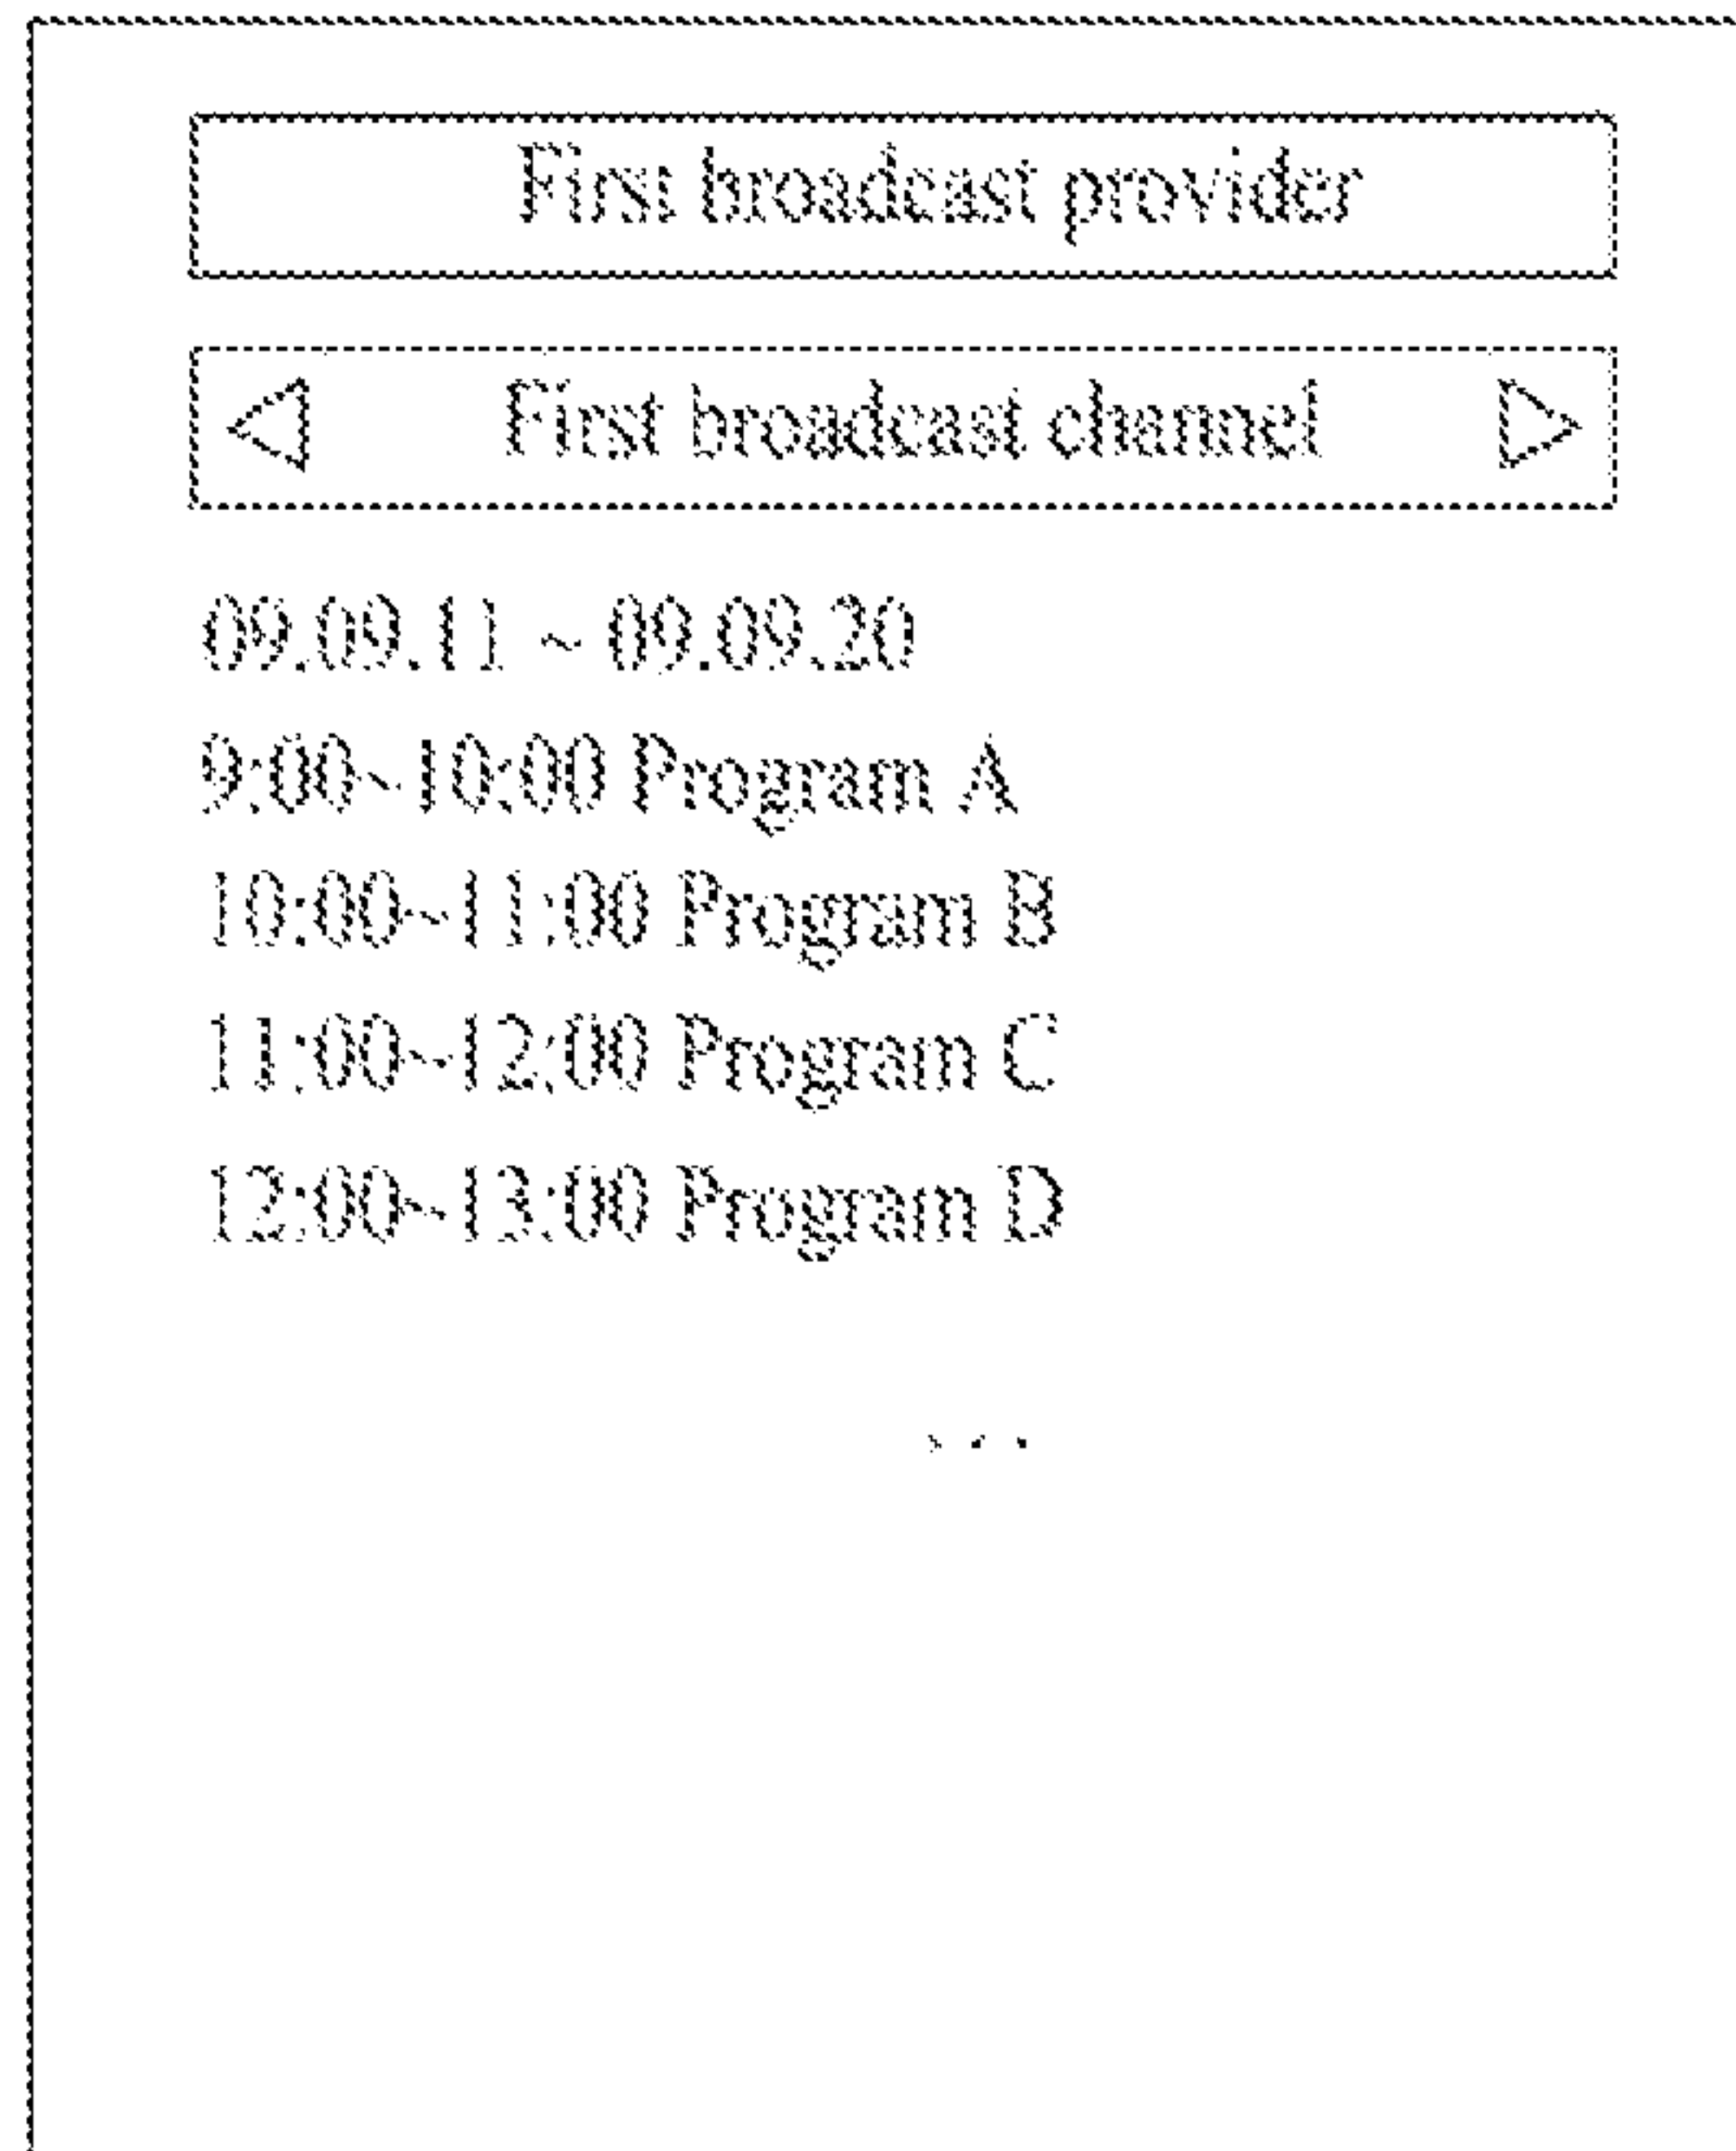 First broadcast provider
◁ First broadcast channel ▷
09.09.11 ~ 09.09.20
9:00~10:00 Program A
10:00~11:00 Program B
11:00~12:00 Program C
12:00~13:00 Program D
...